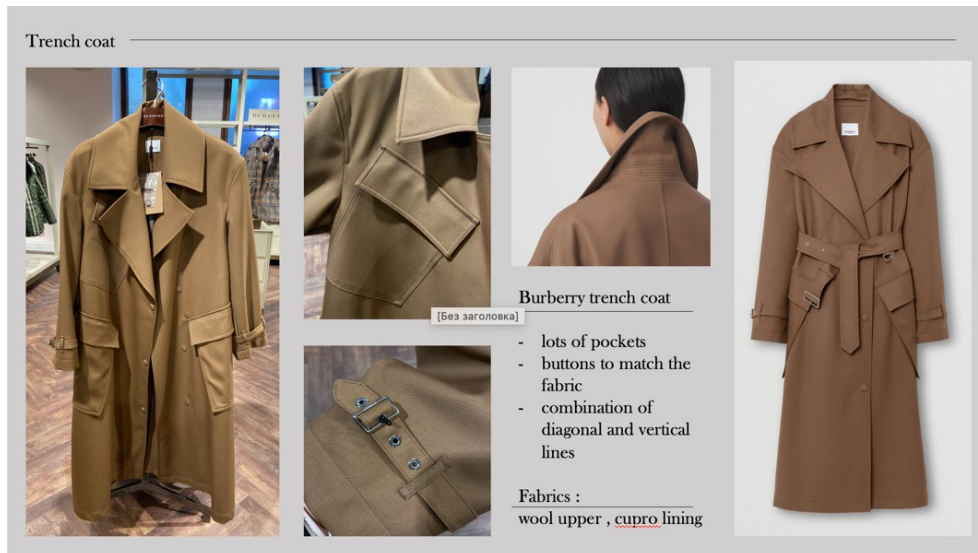 Trench coat
BURBERRY
[Без заголовка]
Burberry trench coat
- lots of pockets
- buttons to match the
fabric
- combination of
diagonal and vertical
lines
Fabrics :
wool upper , cupro lining